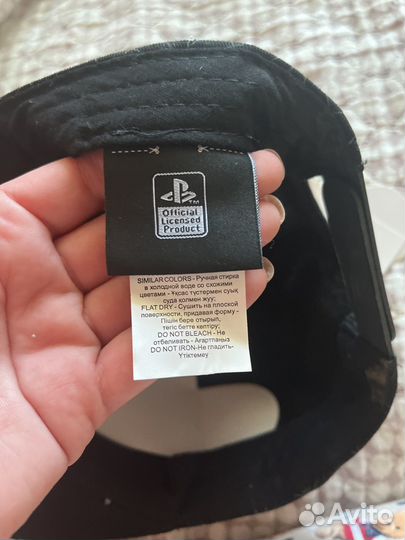 TM
Official
Licensed
Product
SIMILAR COLORS - Ручная стирка
в холодной воде со схожими
цветами - Ұқсас түстермен суық
суда қолмен жуу;
FLAT DRY - Сушить на плоской
поверхности, придавая форму -
Пішін бере отырып,
тегіс бетте кептіру;
DO NOT BLEACH - Не
отбеливать - Ағартпаңыз
DO NOT IRON-Не гладить-
Үтіктемеу
Avito